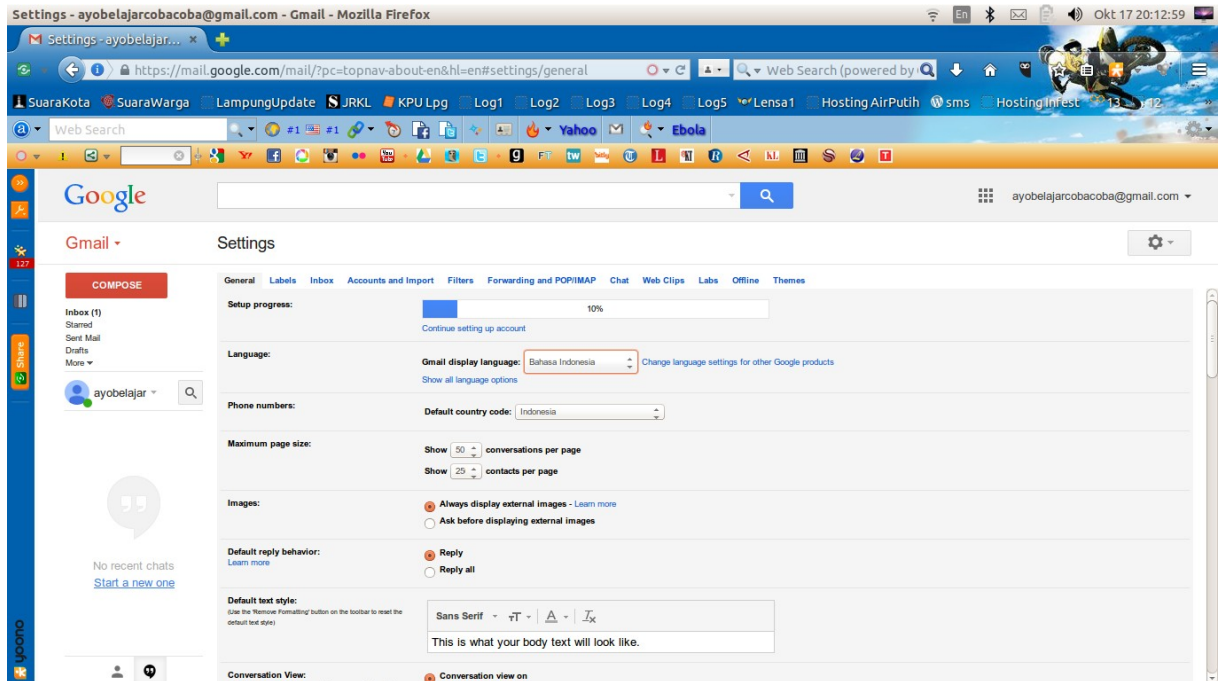 Settings - ayobelajarcobacoba@gmail.com - Gmail - Mozilla Firefox
En Okt 17 20:12:59
Settings - ayobelajar... ×
https://mail.google.com/mail/?pc=topnav-about-en&hl=en#settings/general
Web Search (powered by
SuaraKota SuaraWarga LampungUpdate JRKL KPU Lpg Log1 Log2 Log3 Log4 Log5 Lensa1 Hosting AirPutih sms Hosting Infest 13 12
Web Search #1 #1 Yahoo Ebola
Google
ayobelajarcobacoba@gmail.com
Gmail
Settings
127
COMPOSE
General Labels Inbox Accounts and Import Filters Forwarding and POP/IMAP Chat Web Clips Labs Offline Themes
Inbox (1)
Starred
Sent Mail
Drafts
More
Share
ayobelajar
No recent chats
Start a new one
yoono
Setup progress:
10%
Continue setting up account
Language:
Gmail display language: Bahasa Indonesia Change language settings for other Google products
Show all language options
Phone numbers:
Default country code: Indonesia
Maximum page size:
Show 50 conversations per page
Show 25 contacts per page
Images:
Always display external images - Learn more
Ask before displaying external images
Default reply behavior:
Learn more
Reply
Reply all
Default text style:
(Use the 'Remove Formatting' button on the toolbar to reset the
default text style)
Sans Serif
This is what your body text will look like.
Conversation View:
Conversation view on